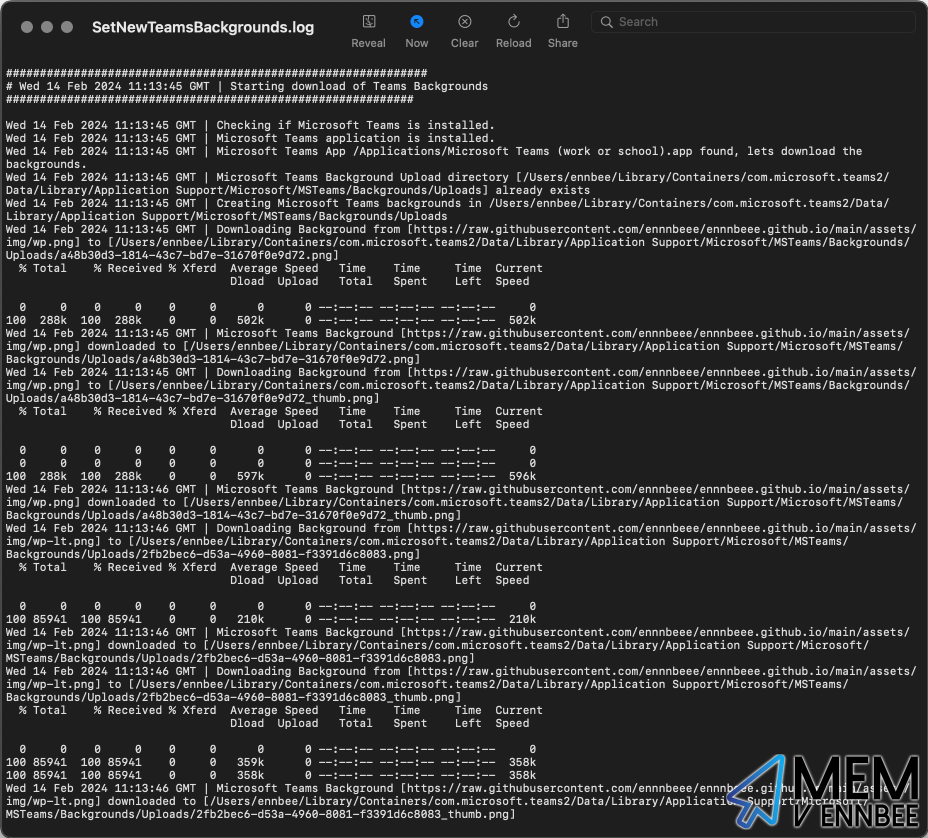 SetNewTeamsBackgrounds.log
Reveal Now Clear Reload Share
Search
##############################################################
# Wed 14 Feb 2024 11:13:45 GMT | Starting download of Teams Backgrounds
############################################################
Wed 14 Feb 2024 11:13:45 GMT | Checking if Microsoft Teams is installed.
Wed 14 Feb 2024 11:13:45 GMT | Microsoft Teams application is installed.
Wed 14 Feb 2024 11:13:45 GMT | Microsoft Teams App /Applications/Microsoft Teams (work or school).app found, lets download the
backgrounds.
Wed 14 Feb 2024 11:13:45 GMT | Microsoft Teams Background Upload directory [/Users/ennbee/Library/Containers/com.microsoft.teams2/
Data/Library/Application Support/Microsoft/MSTeams/Backgrounds/Uploads] already exists
Wed 14 Feb 2024 11:13:45 GMT | Creating Microsoft Teams backgrounds in /Users/ennbee/Library/Containers/com.microsoft.teams2/Data/
Library/Application Support/Microsoft/MSTeams/Backgrounds/Uploads
Wed 14 Feb 2024 11:13:45 GMT | Downloading Background from [https://raw.githubusercontent.com/ennnbeee/ennnbeee.github.io/main/assets/
img/wp.png] to [/Users/ennbee/Library/Containers/com.microsoft.teams2/Data/Library/Application Support/Microsoft/MSTeams/Backgrounds/
Uploads/a48b30d3-1814-43c7-bd7e-31670f0e9d72.png]
% Total % Received % Xferd Average Speed Time Time Time Current
Dload Upload Total Spent Left Speed
0 0 0 0 0 0 0 0 --:--:-- --:--:-- --:--:-- 0
100 288k 100 288k 0 0 502k 0 --:--:-- --:--:-- --:--:-- 502k
Wed 14 Feb 2024 11:13:45 GMT | Microsoft Teams Background [https://raw.githubusercontent.com/ennnbeee/ennnbeee.github.io/main/assets/
img/wp.png] downloaded to [/Users/ennbee/Library/Containers/com.microsoft.teams2/Data/Library/Application Support/Microsoft/MSTeams/
Backgrounds/Uploads/a48b30d3-1814-43c7-bd7e-31670f0e9d72.png]
Wed 14 Feb 2024 11:13:45 GMT | Downloading Background from [https://raw.githubusercontent.com/ennnbeee/ennnbeee.github.io/main/assets/
img/wp.png] to [/Users/ennbee/Library/Containers/com.microsoft.teams2/Data/Library/Application Support/Microsoft/MSTeams/Backgrounds/
Uploads/a48b30d3-1814-43c7-bd7e-31670f0e9d72_thumb.png]
% Total % Received % Xferd Average Speed Time Time Time Current
Dload Upload Total Spent Left Speed
0 0 0 0 0 0 0 0 --:--:-- --:--:-- --:--:-- 0
0 0 0 0 0 0 0 0 --:--:-- --:--:-- --:--:-- 0
100 288k 100 288k 0 0 597k 0 --:--:-- --:--:-- --:--:-- 596k
Wed 14 Feb 2024 11:13:46 GMT | Microsoft Teams Background [https://raw.githubusercontent.com/ennnbeee/ennnbeee.github.io/main/assets/
img/wp.png] downloaded to [/Users/ennbee/Library/Containers/com.microsoft.teams2/Data/Library/Application Support/Microsoft/MSTeams/
Backgrounds/Uploads/a48b30d3-1814-43c7-bd7e-31670f0e9d72_thumb.png]
Wed 14 Feb 2024 11:13:46 GMT | Downloading Background from [https://raw.githubusercontent.com/ennnbeee/ennnbeee.github.io/main/assets/
img/wp-lt.png] to [/Users/ennbee/Library/Containers/com.microsoft.teams2/Data/Library/Application Support/Microsoft/MSTeams/
Backgrounds/Uploads/2fb2bec6-d53a-4960-8081-f3391d6c8083.png]
% Total % Received % Xferd Average Speed Time Time Time Current
Dload Upload Total Spent Left Speed
0 0 0 0 0 0 0 0 --:--:-- --:--:-- --:--:-- 0
100 85941 100 85941 0 0 210k 0 --:--:-- --:--:-- --:--:-- 210k
Wed 14 Feb 2024 11:13:46 GMT | Microsoft Teams Background [https://raw.githubusercontent.com/ennnbeee/ennnbeee.github.io/main/assets/
img/wp-lt.png] downloaded to [/Users/ennbee/Library/Containers/com.microsoft.teams2/Data/Library/Application Support/Microsoft/
MSTeams/Backgrounds/Uploads/2fb2bec6-d53a-4960-8081-f3391d6c8083.png]
Wed 14 Feb 2024 11:13:46 GMT | Downloading Background from [https://raw.githubusercontent.com/ennnbeee/ennnbeee.github.io/main/assets/
img/wp-lt.png] to [/Users/ennbee/Library/Containers/com.microsoft.teams2/Data/Library/Application Support/Microsoft/MSTeams/
Backgrounds/Uploads/2fb2bec6-d53a-4960-8081-f3391d6c8083_thumb.png]
% Total % Received % Xferd Average Speed Time Time Time Current
Dload Upload Total Spent Left Speed
0 0 0 0 0 0 0 0 --:--:-- --:--:-- --:--:-- 0
100 85941 100 85941 0 0 359k 0 --:--:-- --:--:-- --:--:-- 358k
100 85941 100 85941 0 0 358k 0 --:--:-- --:--:-- --:--:-- 358k
Wed 14 Feb 2024 11:13:46 GMT | Microsoft Teams Background [https://raw.githubusercontent.com/ennnbeee/ennnbeee.github.io/main/assets/
img/wp-lt.png] downloaded to [/Users/ennbee/Library/Containers/com.microsoft.teams2/Data/Library/Application Support/Microsoft/
MSTeams/Backgrounds/Uploads/2fb2bec6-d53a-4960-8081-f3391d6c8083_thumb.png]
MEM
V ENNBEE